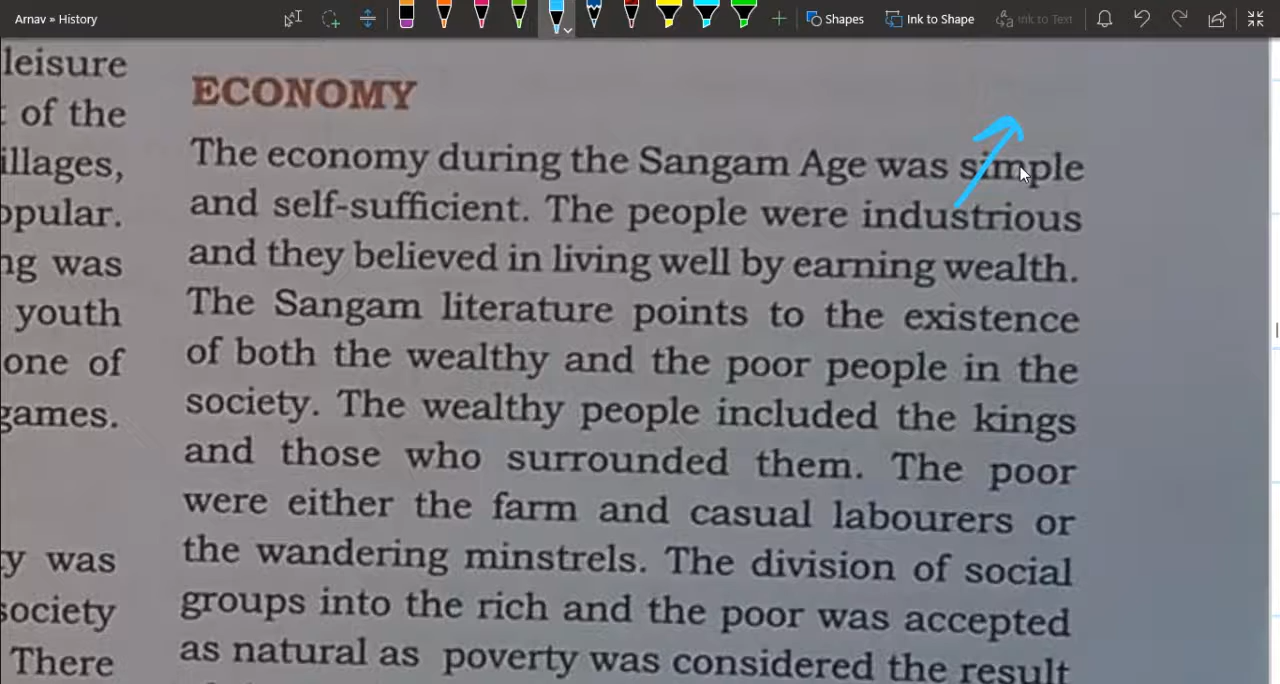 Arnav » History
Shapes
Ink to Shape
Ink to Text
leisure
of the
illages,
opular.
ng was
youth
one of
games.
y was
society
There
ECONOMY
The economy during the Sangam Age was simple
and self-sufficient. The people were industrious
and they believed in living well by earning wealth.
The Sangam literature points to the existence
of both the wealthy and the poor people in the
society. The wealthy people included the kings
and those who surrounded them. The poor
were either the farm and casual labourers or
the wandering minstrels. The division of social
groups into the rich and the poor was accepted
as natural as poverty was considered the result